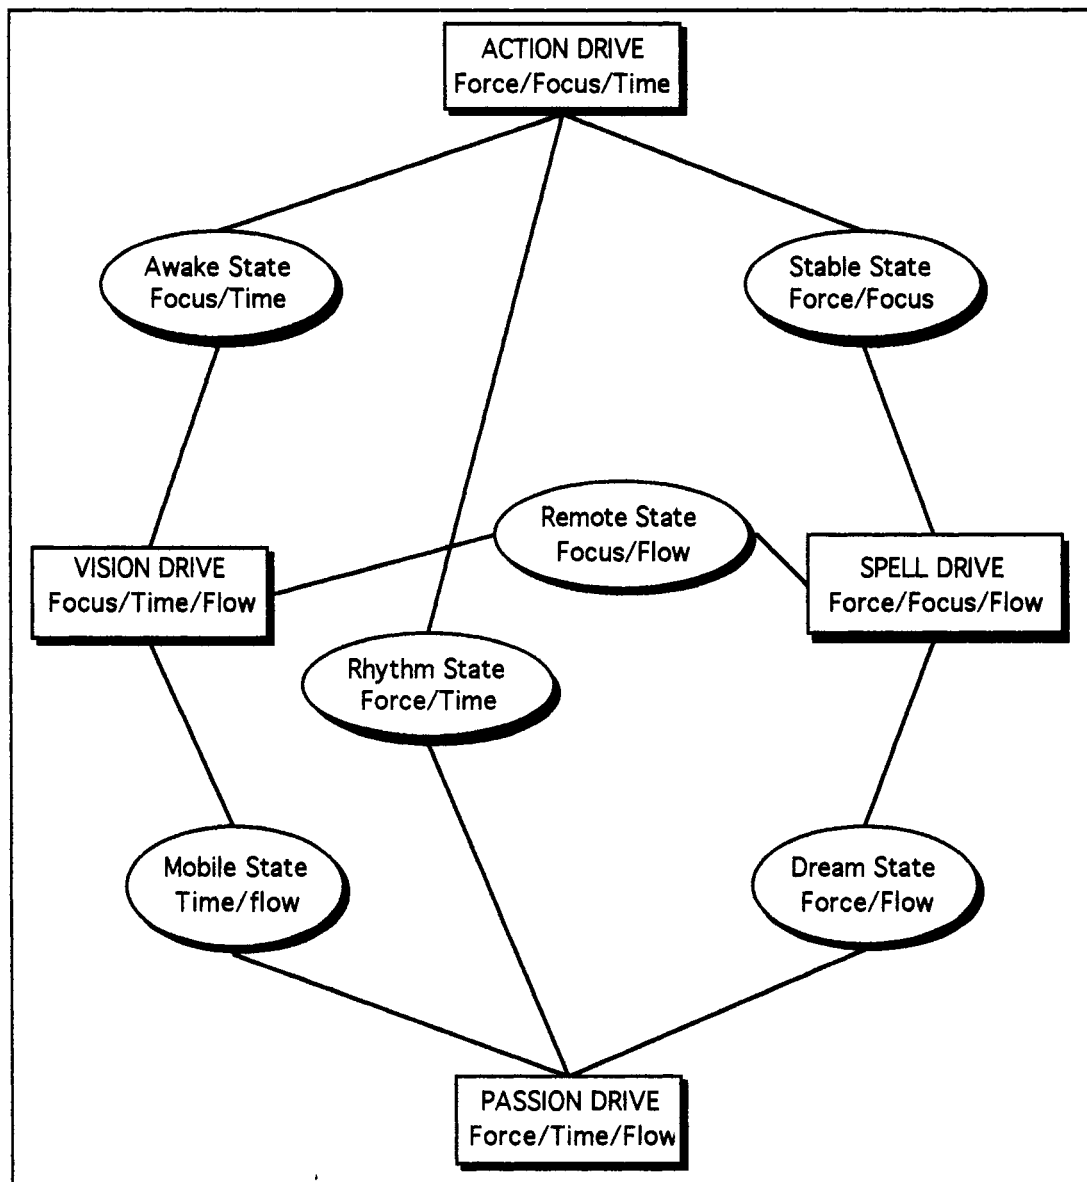 ACTION DRIVE
Force/Focus/Time
Awake State
Focus/Time
Stable State
Force/Focus
Remote State
Focus/Flow
VISION DRIVE
Focus/Time/Flow
SPELL DRIVE
Force/Focus/Flow
Rhythm State
Force/Time
Mobile State
Time/flow
Dream State
Force/Flow
PASSION DRIVE
Force/Time/Flow